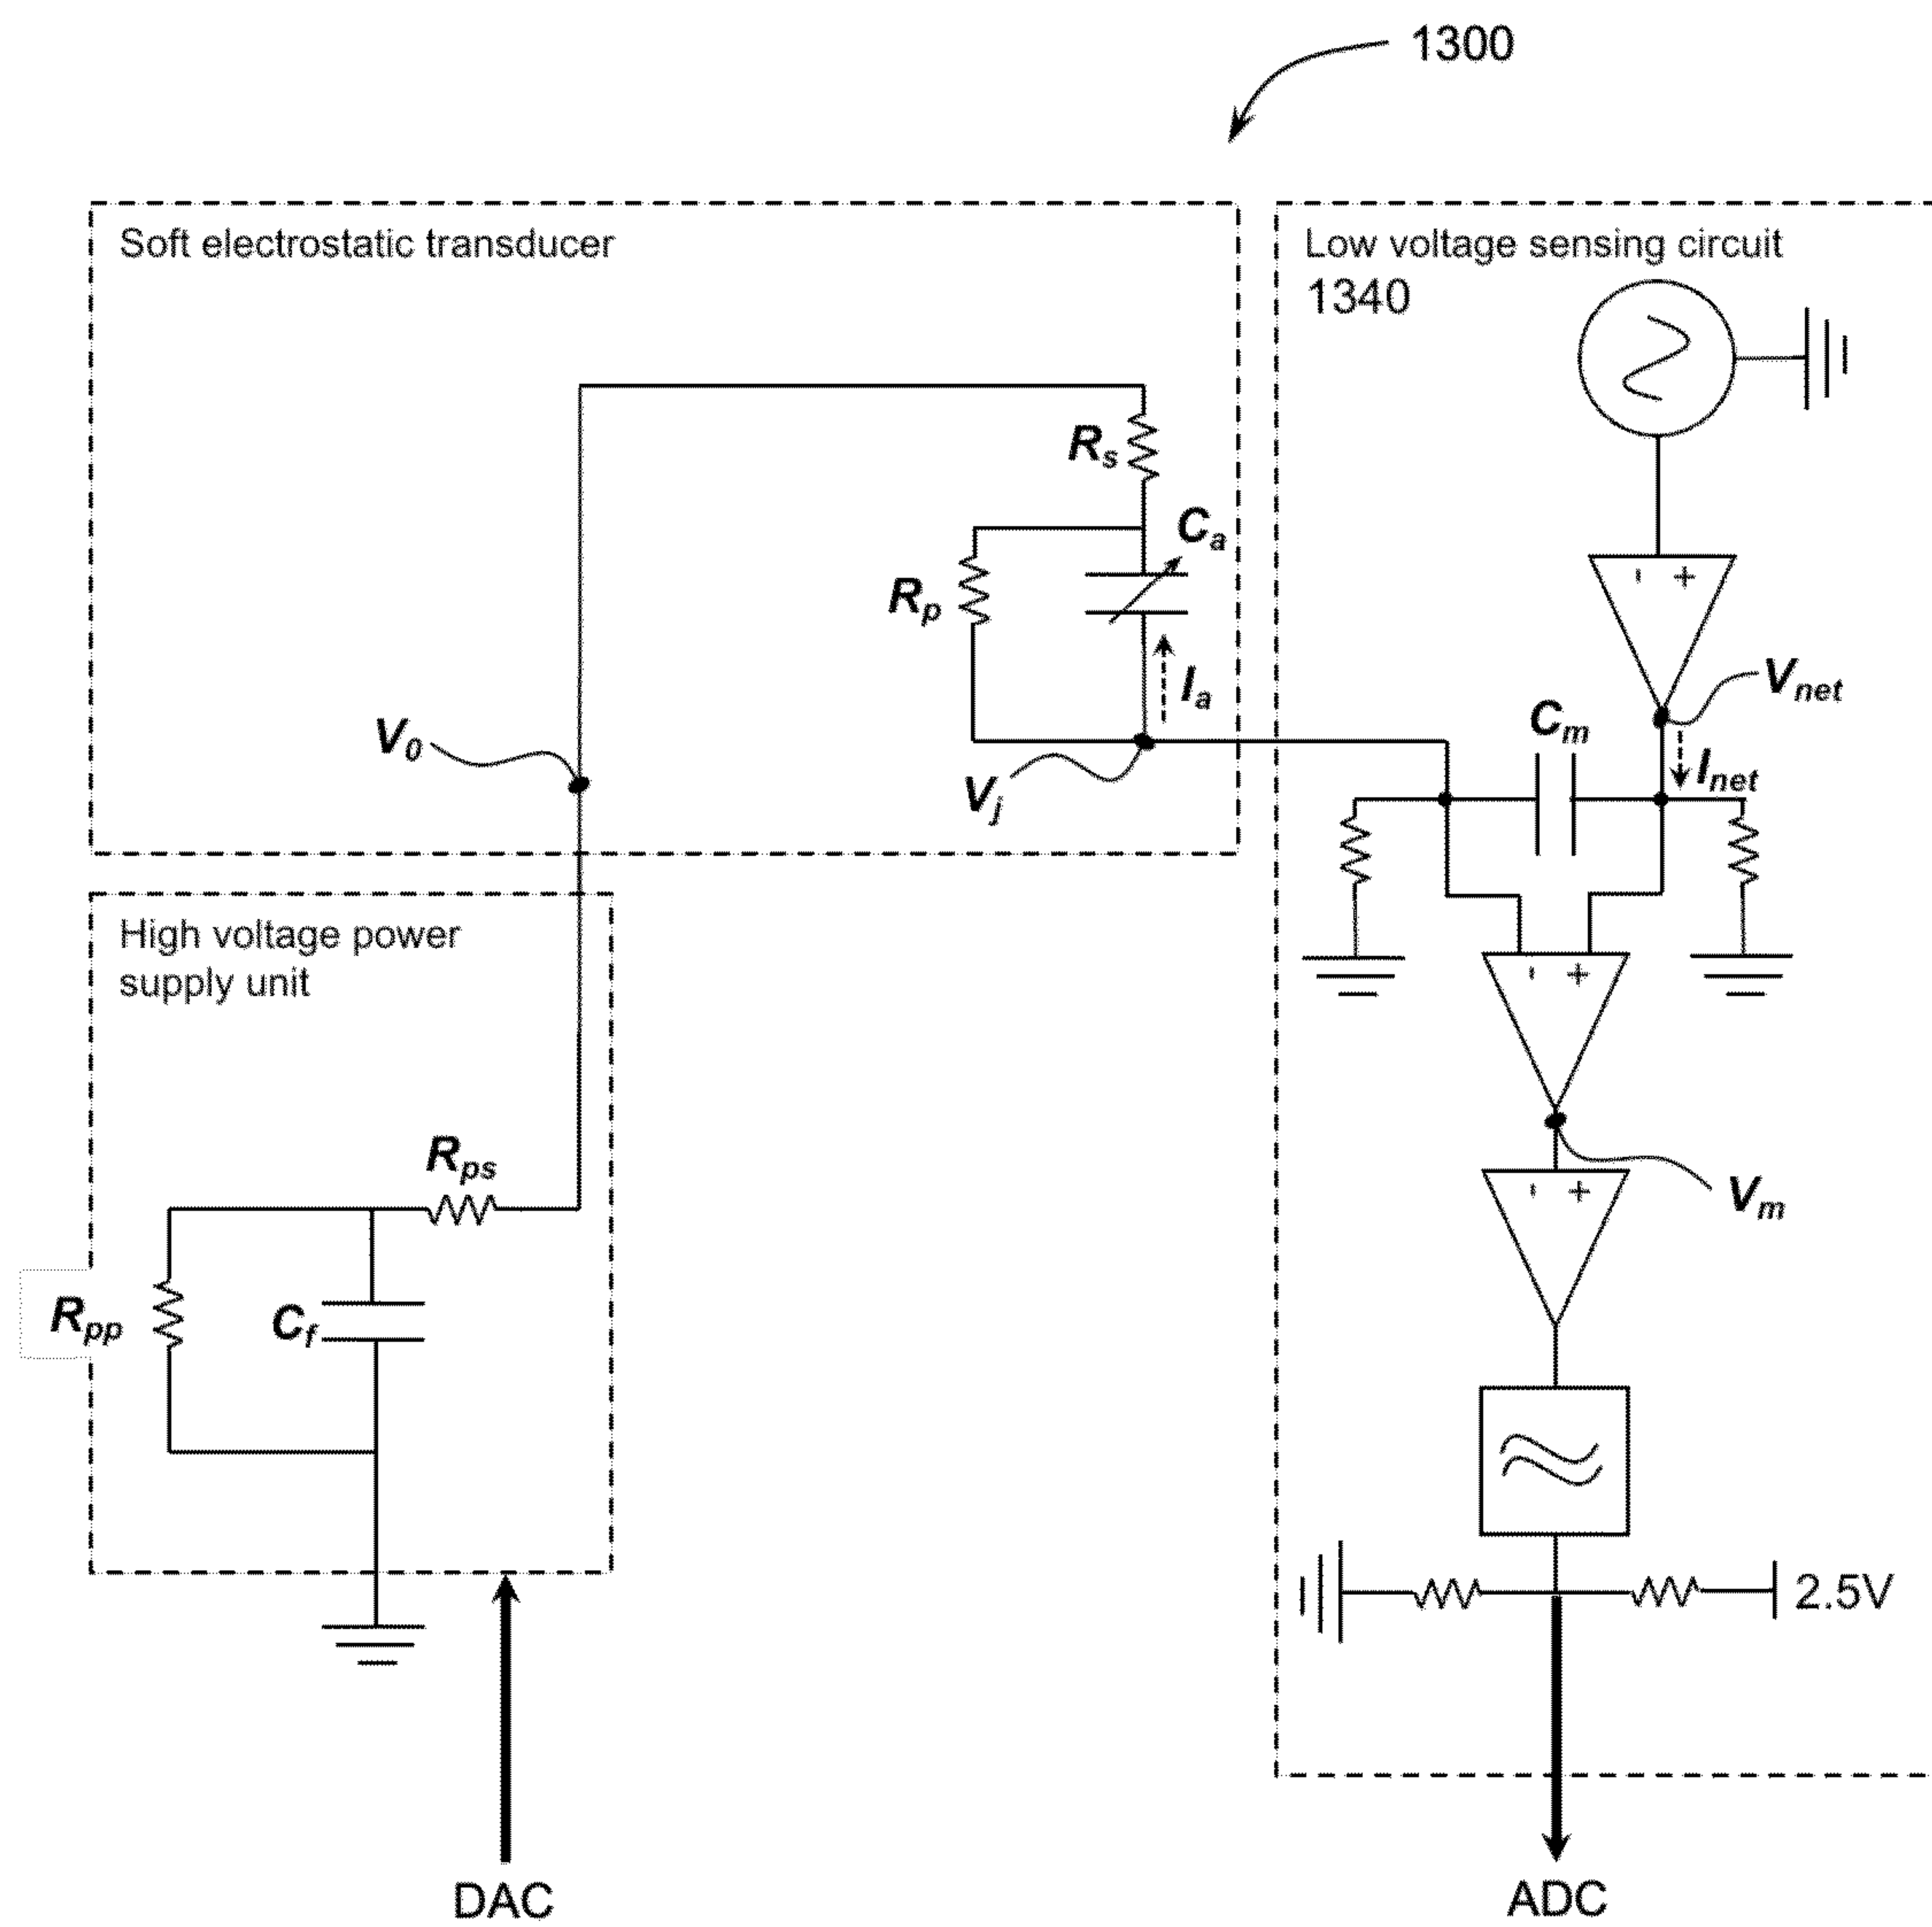 1300
Soft electrostatic transducer
Low voltage sensing circuit
1340
Rs
Ca
Rp
- +
Ia
V0
Vj
Vnet
Cm
Inet
High voltage power
supply unit
- +
Rps
Vm
- +
Rpp
Cf
2.5V
DAC
ADC